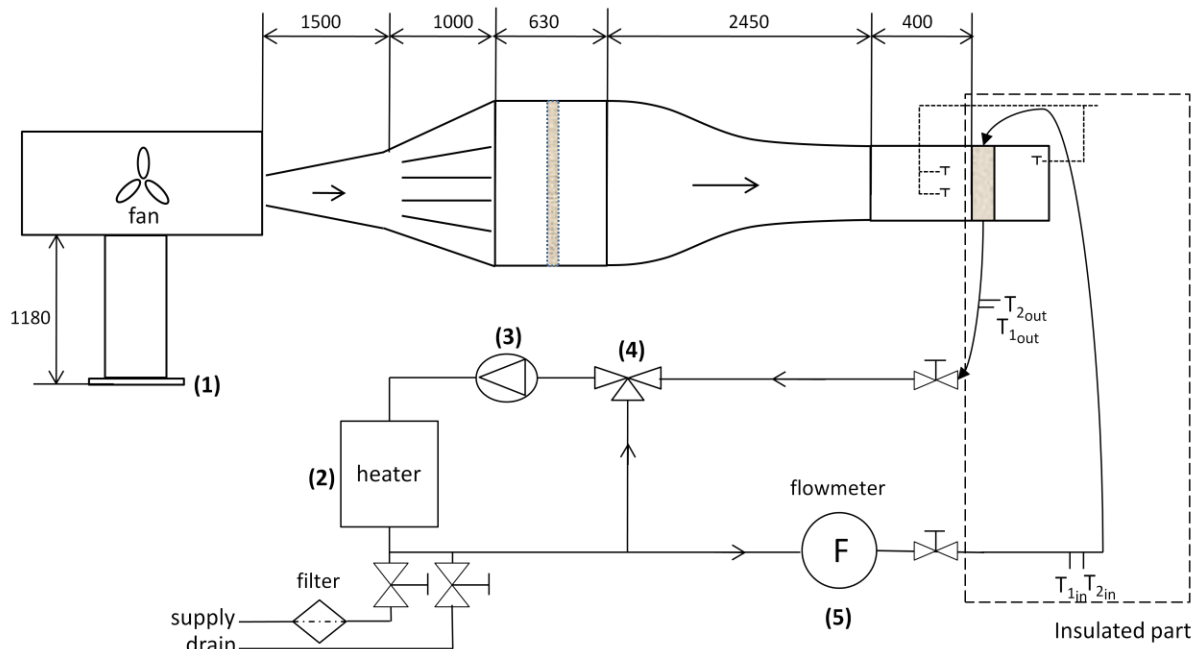 1500
1000
630
2450
400
fan
1180
(1)
T2out
T1out
(3)
(4)
(2)
heater
flowmeter
F
(5)
filter
supply
drain
T1in
T2in
Insulated part